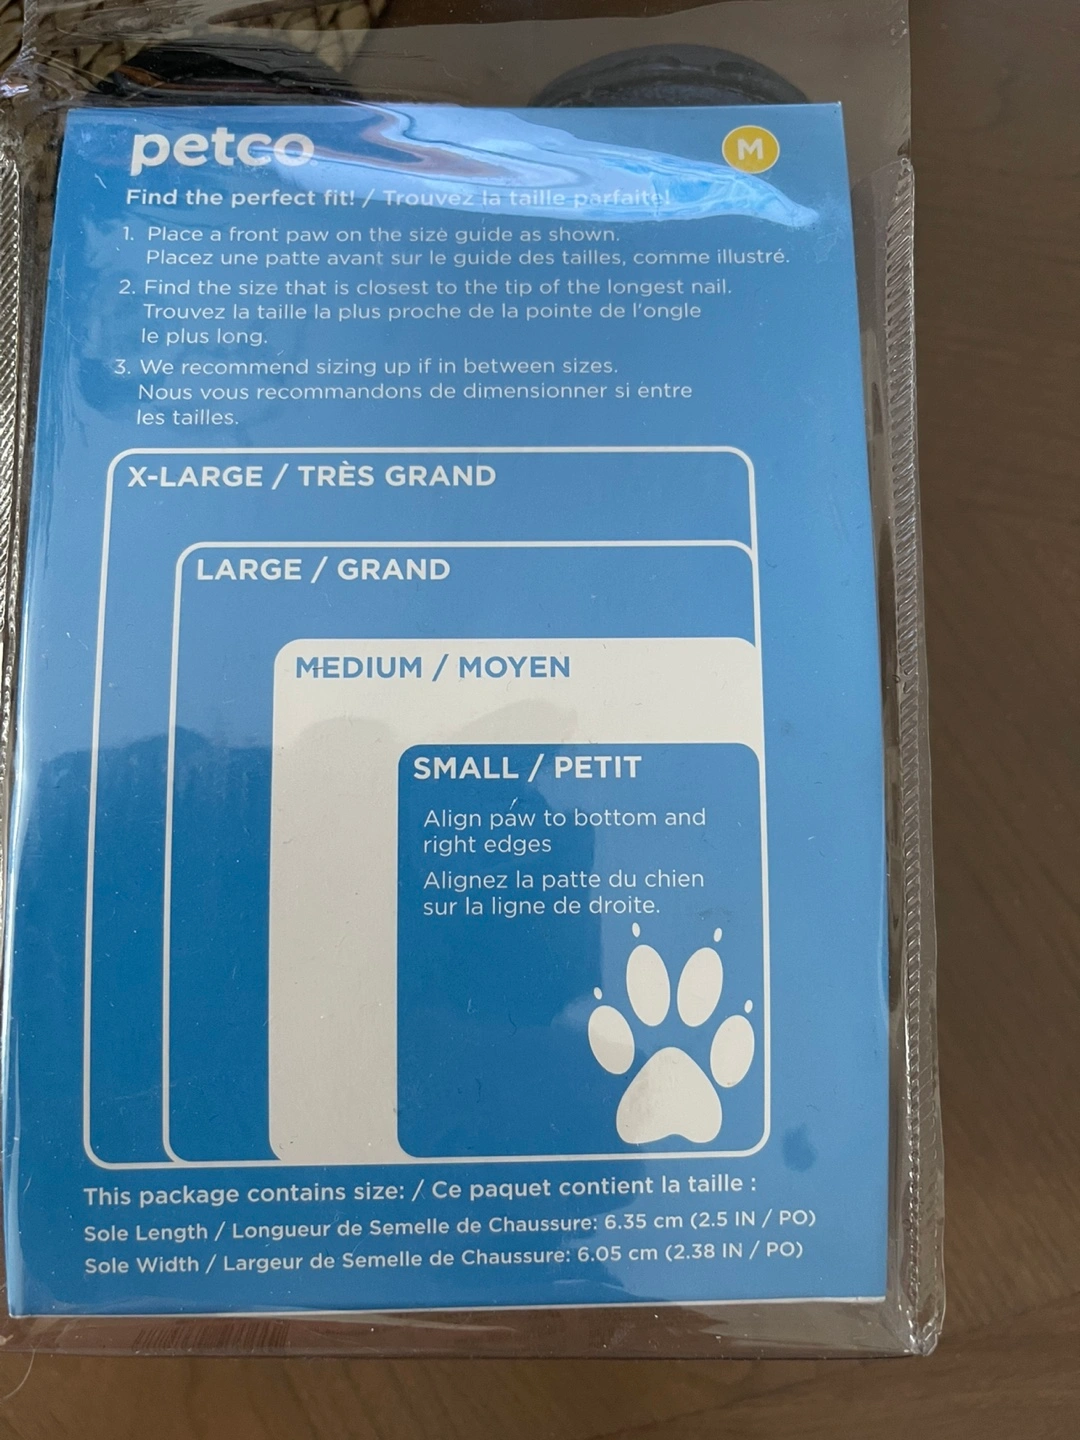 petco
M
Find the perfect fit! / Trouvez la taille parfaite!
1. Place a front paw on the size guide as shown.
Placez une patte avant sur le guide des tailles, comme illustré.
2. Find the size that is closest to the tip of the longest nail.
Trouvez la taille la plus proche de la pointe de l'ongle
le plus long.
3. We recommend sizing up if in between sizes.
Nous vous recommandons de dimensionner si entre
les tailles.
X-LARGE / TRÈS GRAND
LARGE / GRAND
MEDIUM / MOYEN
SMALL / PETIT
Align paw to bottom and
right edges
Alignez la patte du chien
sur la ligne de droite.
This package contains size: / Ce paquet contient la taille :
Sole Length / Longueur de Semelle de Chaussure: 6.35 cm (2.5 IN / PO)
Sole Width / Largeur de Semelle de Chaussure: 6.05 cm (2.38 IN / PO)